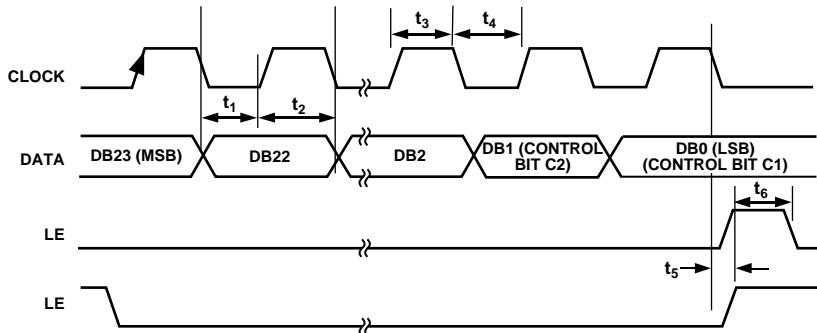 t3 t4
CLOCK
t1 t2
DATA
DB23 (MSB) DB22 DB2 DB1 (CONTROL BIT C2) DB0 (LSB) (CONTROL BIT C1)
t6
LE
t5
LE